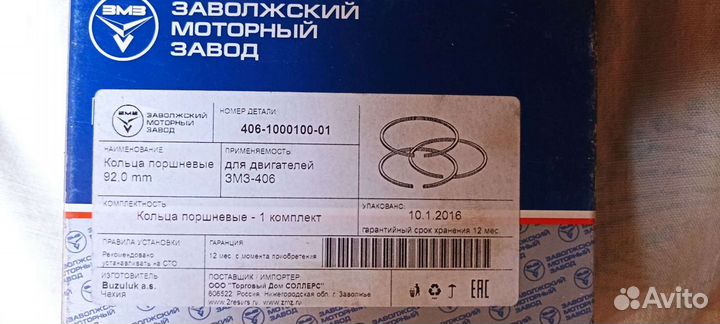 ЗМЗ
ЗАВОЛЖСКИЙ
МОТОРНЫЙ
ЗАВОД
ЗМЗ
ЗАВОЛЖСКИЙ
МОТОРНЫЙ
ЗАВОД
НОМЕР ДЕТАЛИ:
406-1000100-01
НАИМЕНОВАНИЕ:
Кольца поршневые
92.0 mm
ПРИМЕНЯЕМОСТЬ:
для двигателей
ЗМЗ-406
КОМПЛЕКТНОСТЬ
Кольца поршневые - 1 комплект
УПАКОВАНО:
10.1.2016
гарантийный срок хранения 12 мес.
ПРАВИЛА УСТАНОВКИ:
Рекомендовано
устанавливать на СТО
ГАРАНТИЯ:
12 мес. с момента приобретения
ИЗГОТОВИТЕЛЬ
Buzuluk a.s.
Чехия
ПОСТАВЩИК / ИМПОРТЕР:
ООО "Торговый Дом СОЛЛЕРС"
606522, Россия, Нижегородская обл. г. Заволжье
EAC
Avito